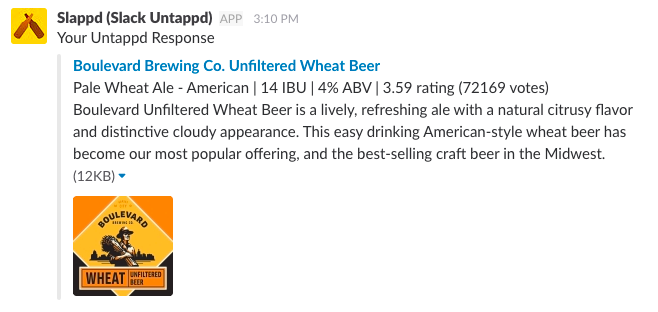 Slappd (Slack Untappd) APP 3:10 PM
Your Untappd Response
Boulevard Brewing Co. Unfiltered Wheat Beer
Pale Wheat Ale - American | 14 IBU | 4% ABV | 3.59 rating (72169 votes)
Boulevard Unfiltered Wheat Beer is a lively, refreshing ale with a natural citrusy flavor
and distinctive cloudy appearance. This easy drinking American-style wheat beer has
become our most popular offering, and the best-selling craft beer in the Midwest.
(12KB)
BOULEVARD
BREWING CO.
WHEAT UNFILTERED
BEER